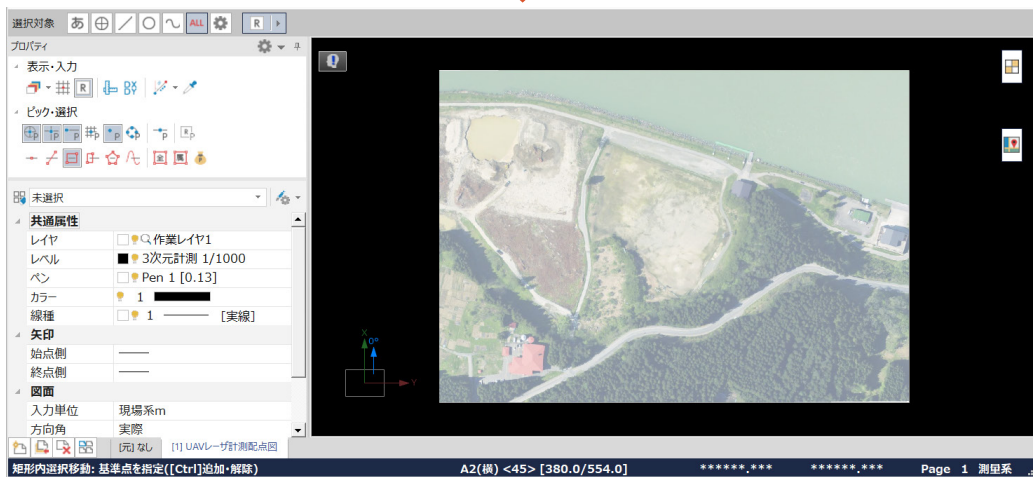 選択対象 あ ALL R
プロパティ
表示・入力
R
ピック・選択
P P P P P P P R P
全 属 P
未選択
共通属性
レイヤ 作業レイヤ1
レベル 3次元計測 1/1000
ペン Pen 1 [0.13]
カラー 1
線種 1 [実線]
矢印
始点側
終点側
図面
入力単位 現場系m
方向角 実際
X
0°
Y
[元] なし [1] UAVレーザ計測配点図
矩形内選択移動: 基準点を指定([Ctrl]追加・解除) A2(横) <45> [380.0/554.0] ******.*** ******.*** Page 1 測量系